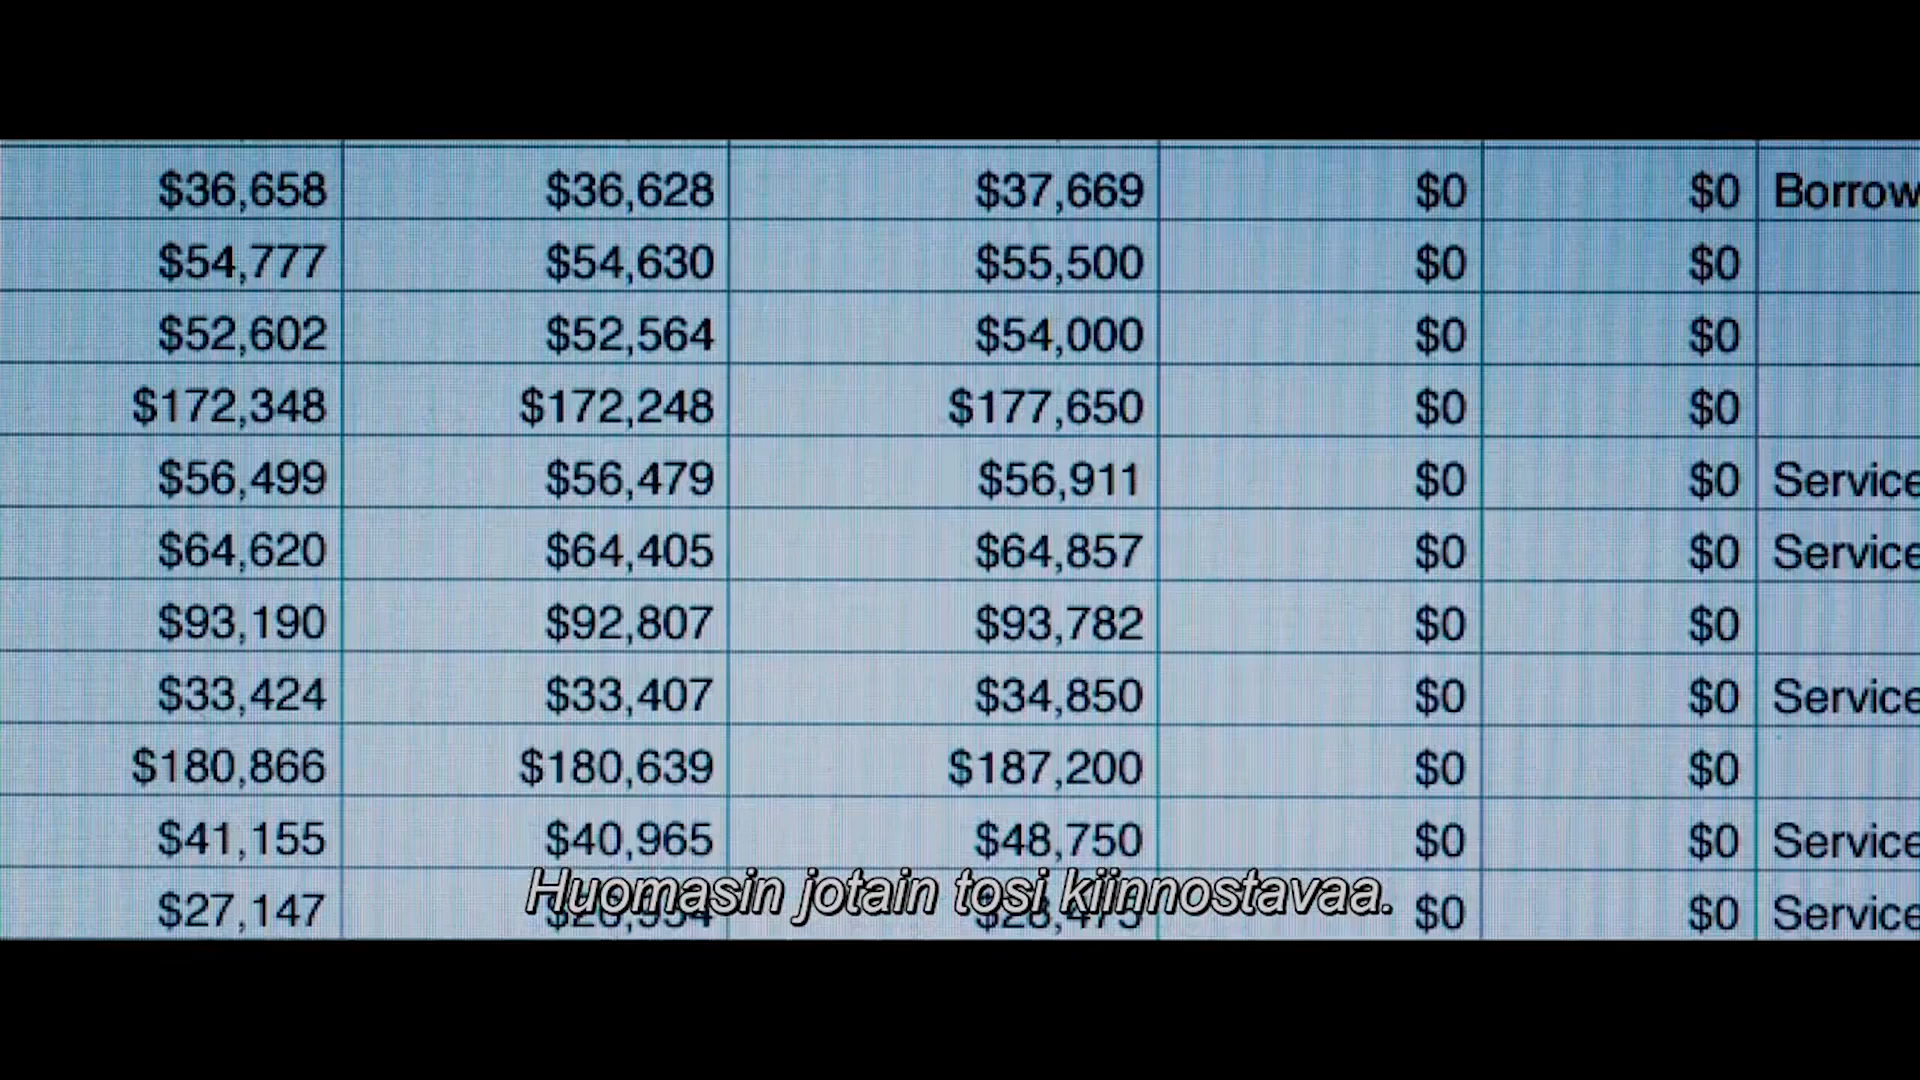 $36,658 $36,628 $37,669 $0 $0 Borrow
$54,777 $54,630 $55,500 $0 $0
$52,602 $52,564 $54,000 $0 $0
$172,348 $172,248 $177,650 $0 $0
$56,499 $56,479 $56,911 $0 $0 Service
$64,620 $64,405 $64,857 $0 $0 Service
$93,190 $92,807 $93,782 $0 $0
$33,424 $33,407 $34,850 $0 $0 Service
$180,866 $180,639 $187,200 $0 $0
$41,155 $40,965 $48,750 $0 $0 Service
$27,147 $0 $0 Service
Huomasin jotain tosi kiinnostavaa.